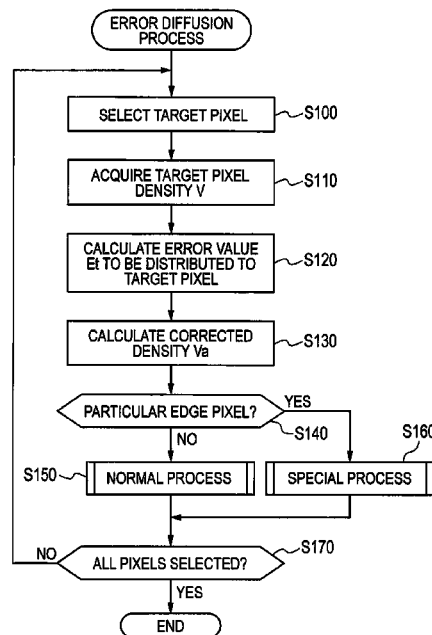 ERROR DIFFUSION
PROCESS
SELECT TARGET PIXEL
S100
ACQUIRE TARGET PIXEL
DENSITY V
S110
CALCULATE ERROR VALUE
Et TO BE DISTRIBUTED TO
TARGET PIXEL
S120
CALCULATE CORRECTED
DENSITY Va
S130
PARTICULAR EDGE PIXEL?
YES
S140
NO
S160
S150
NORMAL PROCESS
SPECIAL PROCESS
S170
NO
ALL PIXELS SELECTED?
YES
END